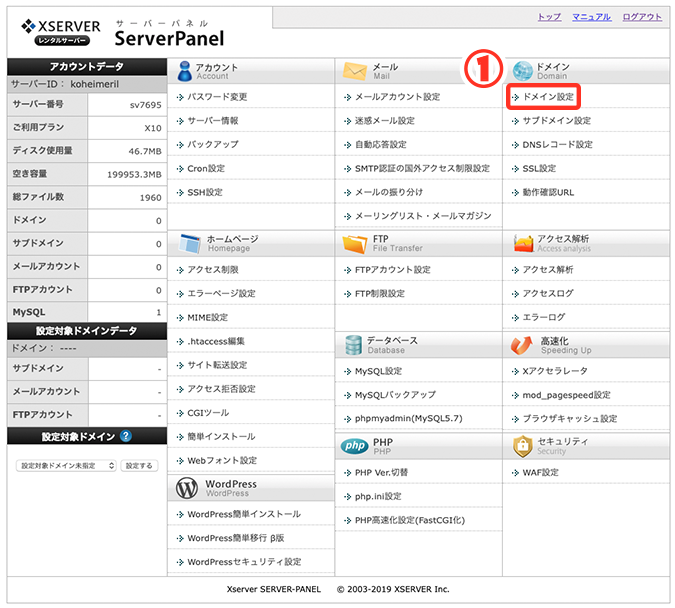 XSERVER
レンタルサーバー
サーバーパネル
ServerPanel
トップ
マニュアル
ログアウト
アカウントデータ
サーバーID： koheimeril
サーバー番号 sv7695
ご利用プラン X10
ディスク使用量 46.7MB
空き容量 199953.3MB
総ファイル数 1960
ドメイン 0
サブドメイン 0
メールアカウント 0
FTPアカウント 0
MySQL 1
設定対象ドメインデータ
ドメイン： ----
サブドメイン -
メールアカウント -
FTPアカウント -
設定対象ドメイン ?
設定対象ドメイン未指定 設定する
アカウント
Account
パスワード変更
サーバー情報
バックアップ
Cron設定
SSH設定
メール
Mail
メールアカウント設定
迷惑メール設定
自動応答設定
SMTP認証の国外アクセス制限設定
メールの振り分け
メーリングリスト・メールマガジン
1
ドメイン
Domain
ドメイン設定
サブドメイン設定
DNSレコード設定
SSL設定
動作確認URL
ホームページ
Homepage
アクセス制限
エラーページ設定
MIME設定
.htaccess編集
サイト転送設定
アクセス拒否設定
CGIツール
簡単インストール
Webフォント設定
FTP
File Transfer
FTPアカウント設定
FTP制限設定
アクセス解析
Access analysis
アクセス解析
アクセスログ
エラーログ
データベース
Database
MySQL設定
MySQLバックアップ
phpmyadmin(MySQL5.7)
高速化
Speeding Up
Xアクセラレータ
mod_pagespeed設定
ブラウザキャッシュ設定
php
PHP
PHP
PHP Ver.切替
php.ini設定
PHP高速化設定(FastCGI化)
セキュリティ
Security
WAF設定
WordPress
WordPress
WordPress簡単インストール
WordPress簡単移行 β版
WordPressセキュリティ設定
Xserver SERVER-PANEL © 2003-2019 XSERVER Inc.